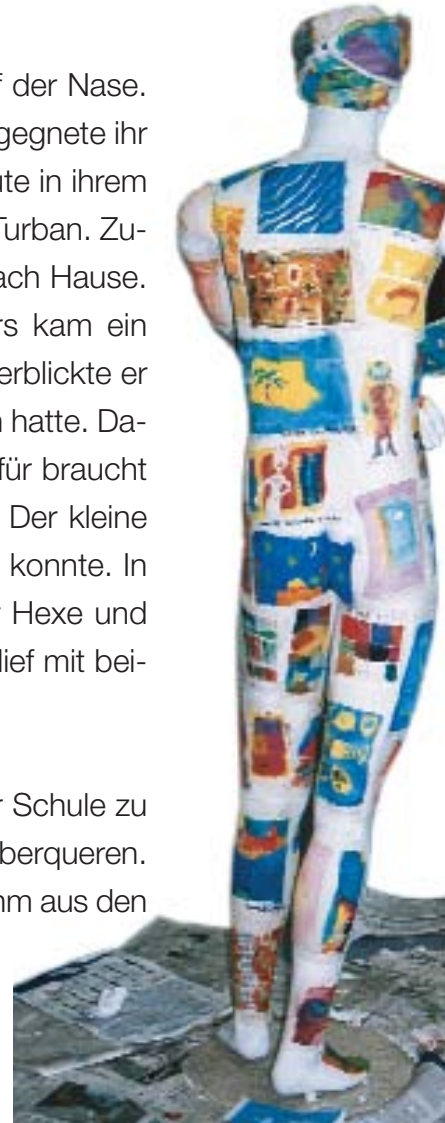 f der Nase.
gegnete ihr
ute in ihrem
Turban. Zu-
ach Hause.
rs kam ein
erblickte er
n hatte. Da-
für braucht
Der kleine
konnte. In
r Hexe und
lief mit bei-
r Schule zu
berqueren.
hm aus den